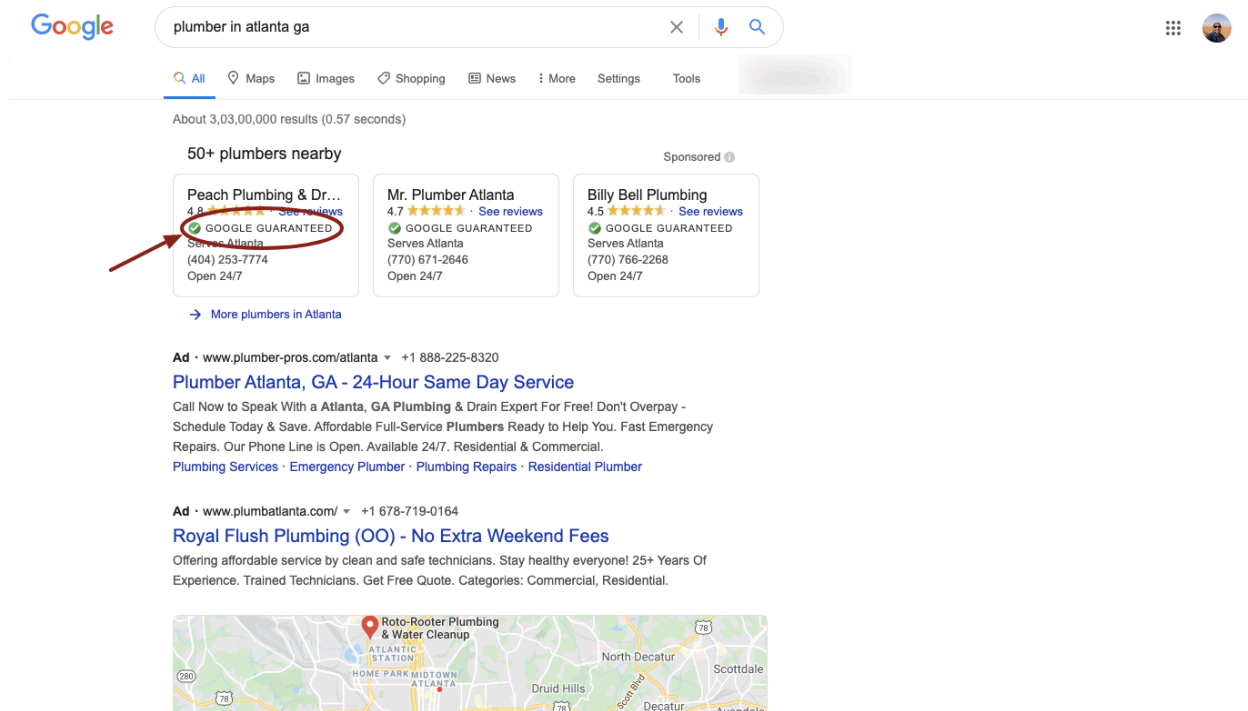 Google
plumber in atlanta ga
All Maps Images Shopping News More Settings Tools
About 3,03,00,000 results (0.57 seconds)
50+ plumbers nearby
Sponsored
Peach Plumbing & Dr...
4.8 · See reviews
GOOGLE GUARANTEED
Serves Atlanta
(404) 253-7774
Open 24/7
Mr. Plumber Atlanta
4.7 · See reviews
GOOGLE GUARANTEED
Serves Atlanta
(770) 671-2646
Open 24/7
Billy Bell Plumbing
4.5 · See reviews
GOOGLE GUARANTEED
Serves Atlanta
(770) 766-2268
Open 24/7
More plumbers in Atlanta
Ad · www.plumber-pros.com/atlanta +1 888-225-8320
Plumber Atlanta, GA - 24-Hour Same Day Service
Call Now to Speak With a Atlanta, GA Plumbing & Drain Expert For Free! Don't Overpay -
Schedule Today & Save. Affordable Full-Service Plumbers Ready to Help You. Fast Emergency
Repairs. Our Phone Line is Open. Available 24/7. Residential & Commercial.
Plumbing Services · Emergency Plumber · Plumbing Repairs · Residential Plumber
Ad · www.plumbatlanta.com/ +1 678-719-0164
Royal Flush Plumbing (OO) - No Extra Weekend Fees
Offering affordable service by clean and safe technicians. Stay healthy everyone! 25+ Years Of
Experience. Trained Technicians. Get Free Quote. Categories: Commercial, Residential.
Roto-Rooter Plumbing
& Water Cleanup
78
ATLANTIC
STATION
North Decatur
Scottdale
280
HOME PARK
MIDTOWN
ATLANTA
Druid Hills
Scott Blvd
78
78
Decatur
Avondale